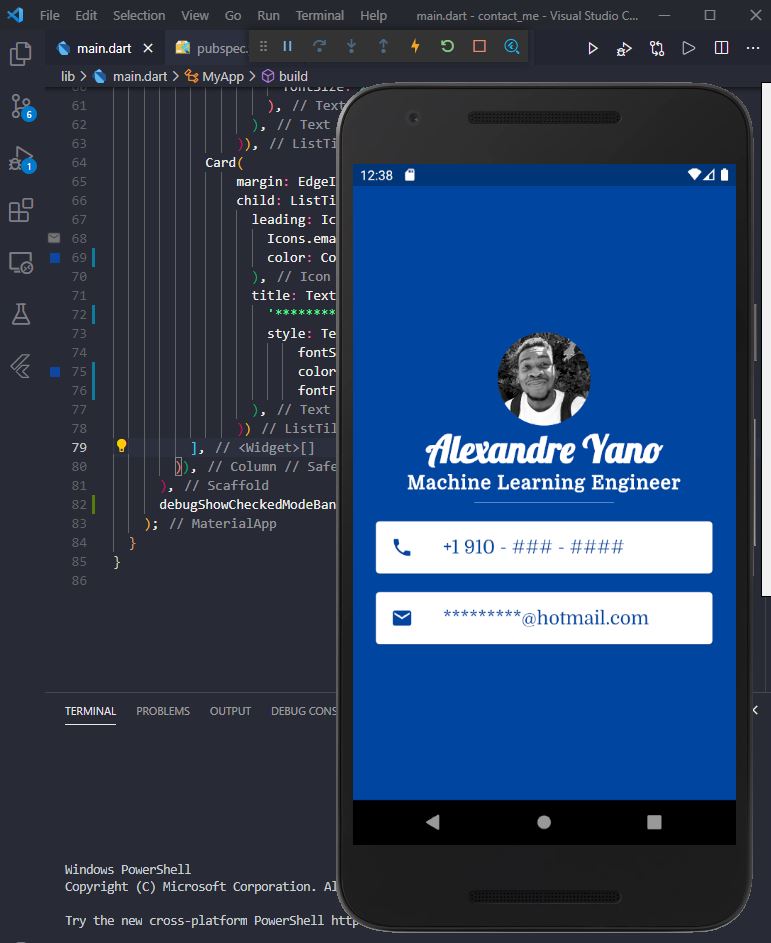 File Edit Selection View Go Run Terminal Help main.dart - contact_me - Visual Studio C...
main.dart pubspec.
lib > main.dart > MyApp > build
6
1
61 ), // Text
62 ), // Text
63 )), // ListTi
64 Card(
65 margin: EdgeI
66 child: ListTi
67 leading: Ic
68 Icons.ema
69 color: Co
70 ), // Icon
71 title: Text
72 '*********
73 style: Te
74 fontS
75 color
76 fontF
77 ), // Text
78 )) // ListTil
79 ], // <Widget>[]
80 )), // Column // Safe
81 ), // Scaffold
82 debugShowCheckedModeBan
83 ); // MaterialApp
84 }
85 }
86
12:38
Alexandre Yano
Machine Learning Engineer
+1 910 - ### - ####
*********@hotmail.com
TERMINAL PROBLEMS OUTPUT DEBUG CONS
Windows PowerShell
Copyright (C) Microsoft Corporation. Al
Try the new cross-platform PowerShell http